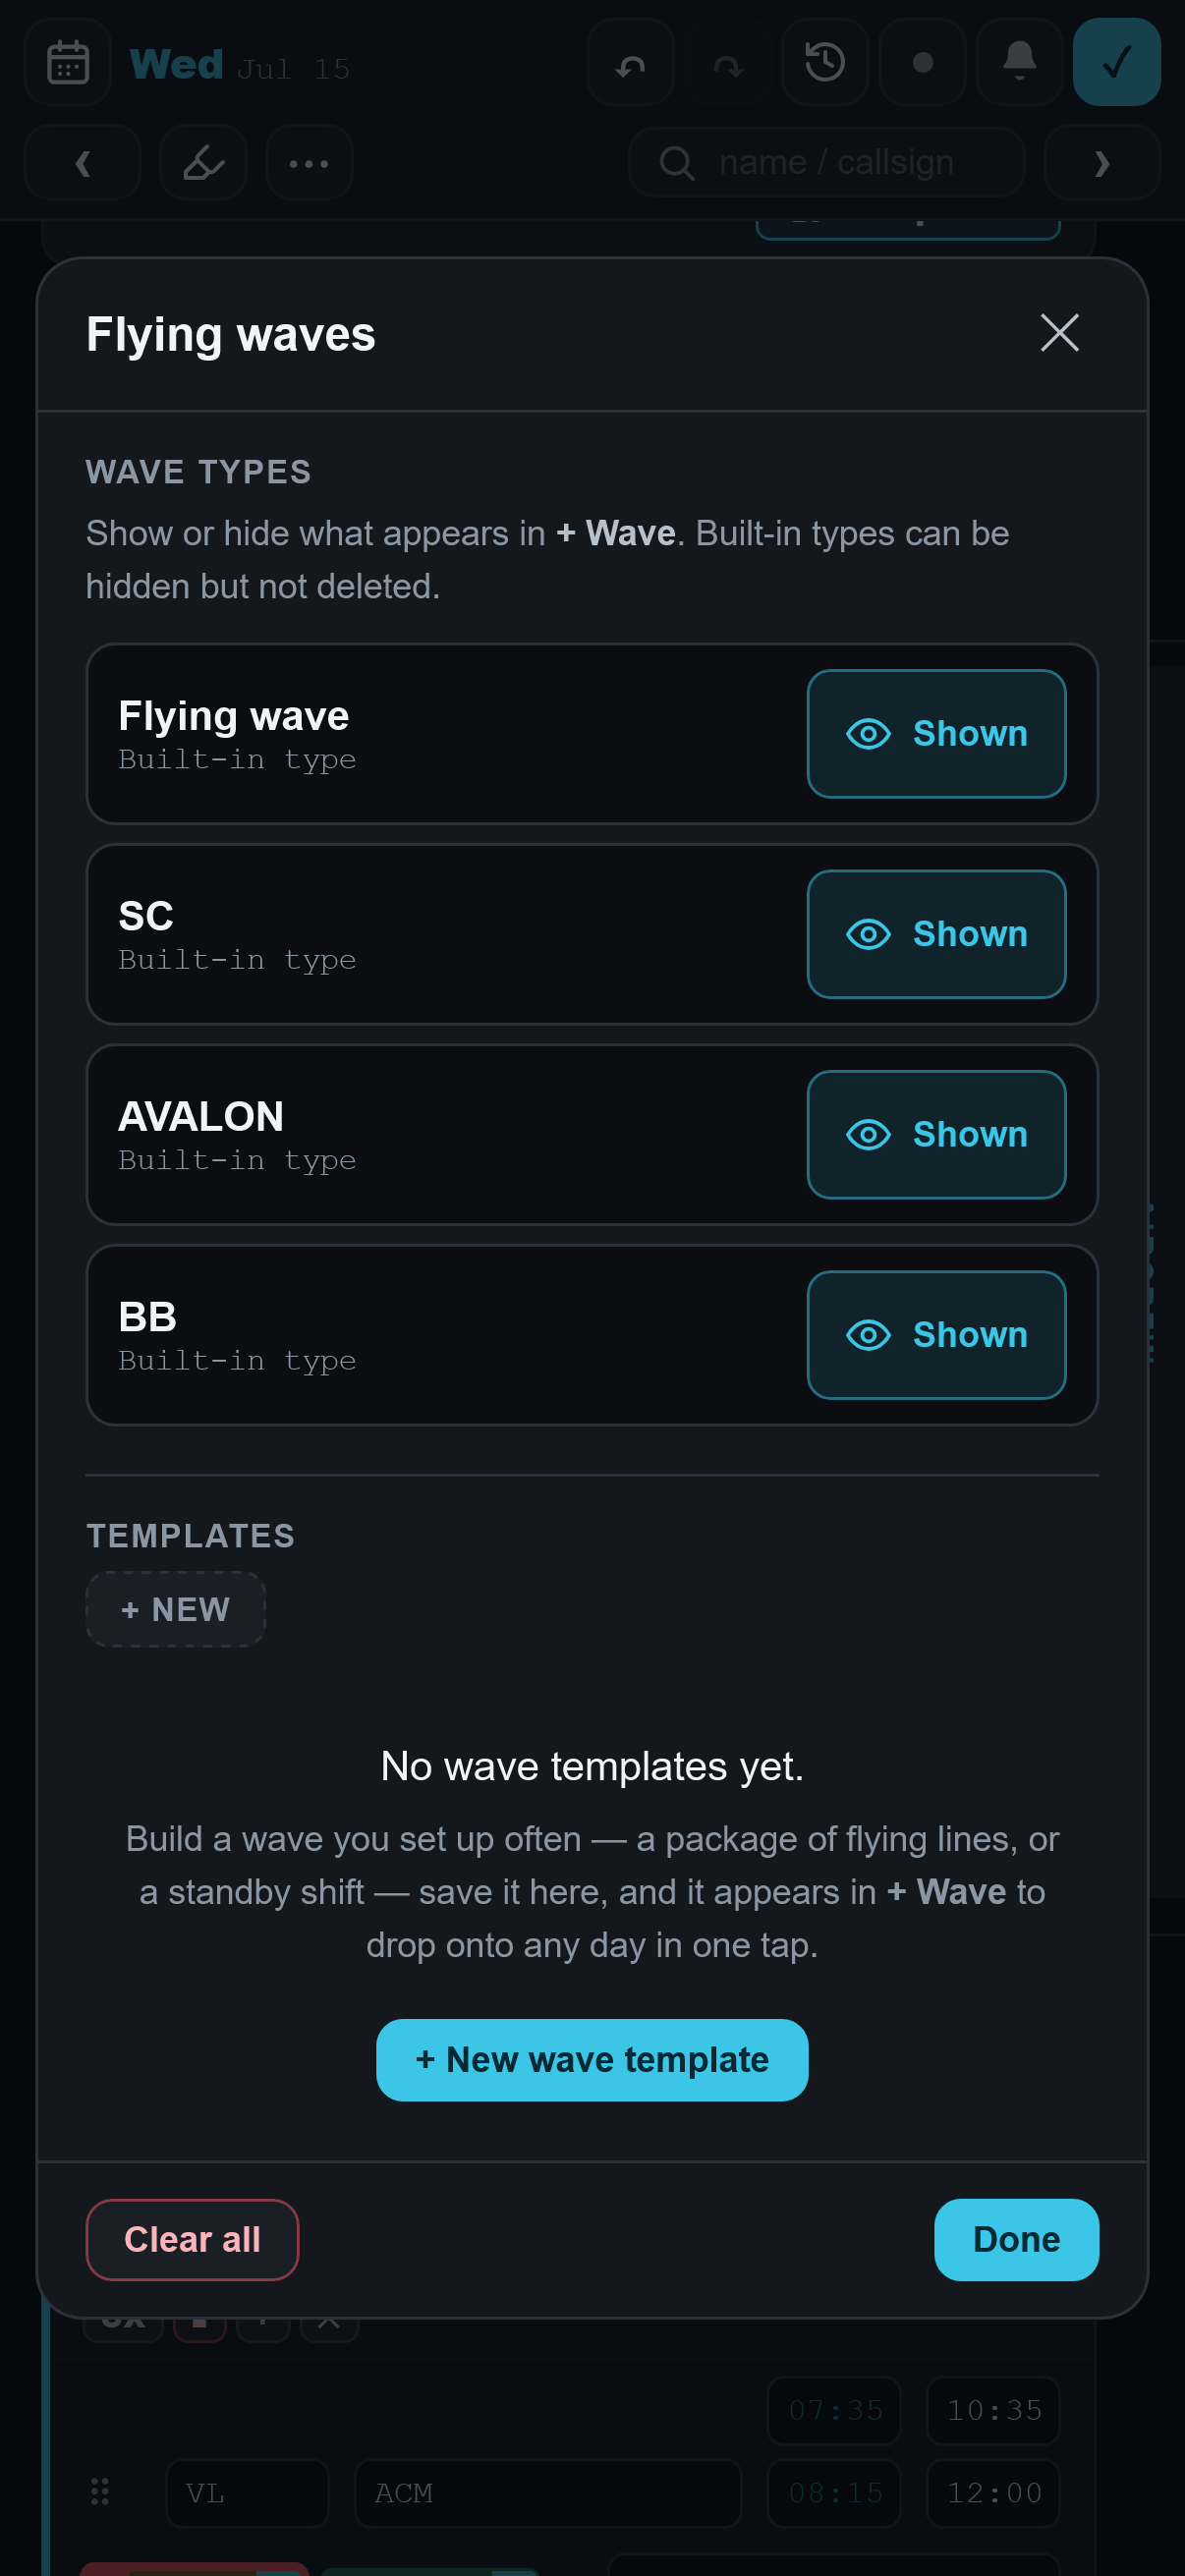 Wed Jul 15
name / callsign
Flying waves
WAVE TYPES
Show or hide what appears in + Wave. Built-in types can be
hidden but not deleted.
Flying wave
Built-in type
Shown
SC
Built-in type
Shown
AVALON
Built-in type
Shown
BB
Built-in type
Shown
TEMPLATES
+ NEW
No wave templates yet.
Build a wave you set up often — a package of flying lines, or
a standby shift — save it here, and it appears in + Wave to
drop onto any day in one tap.
+ New wave template
Clear all
Done
07:35
10:35
VL
ACM
08:15
12:00